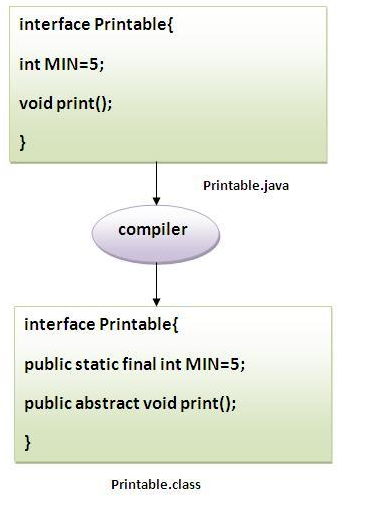 interface Printable{
int MIN=5;
void print();
}
Printable.java
compiler
interface Printable{
public static final int MIN=5;
public abstract void print();
}
Printable.class